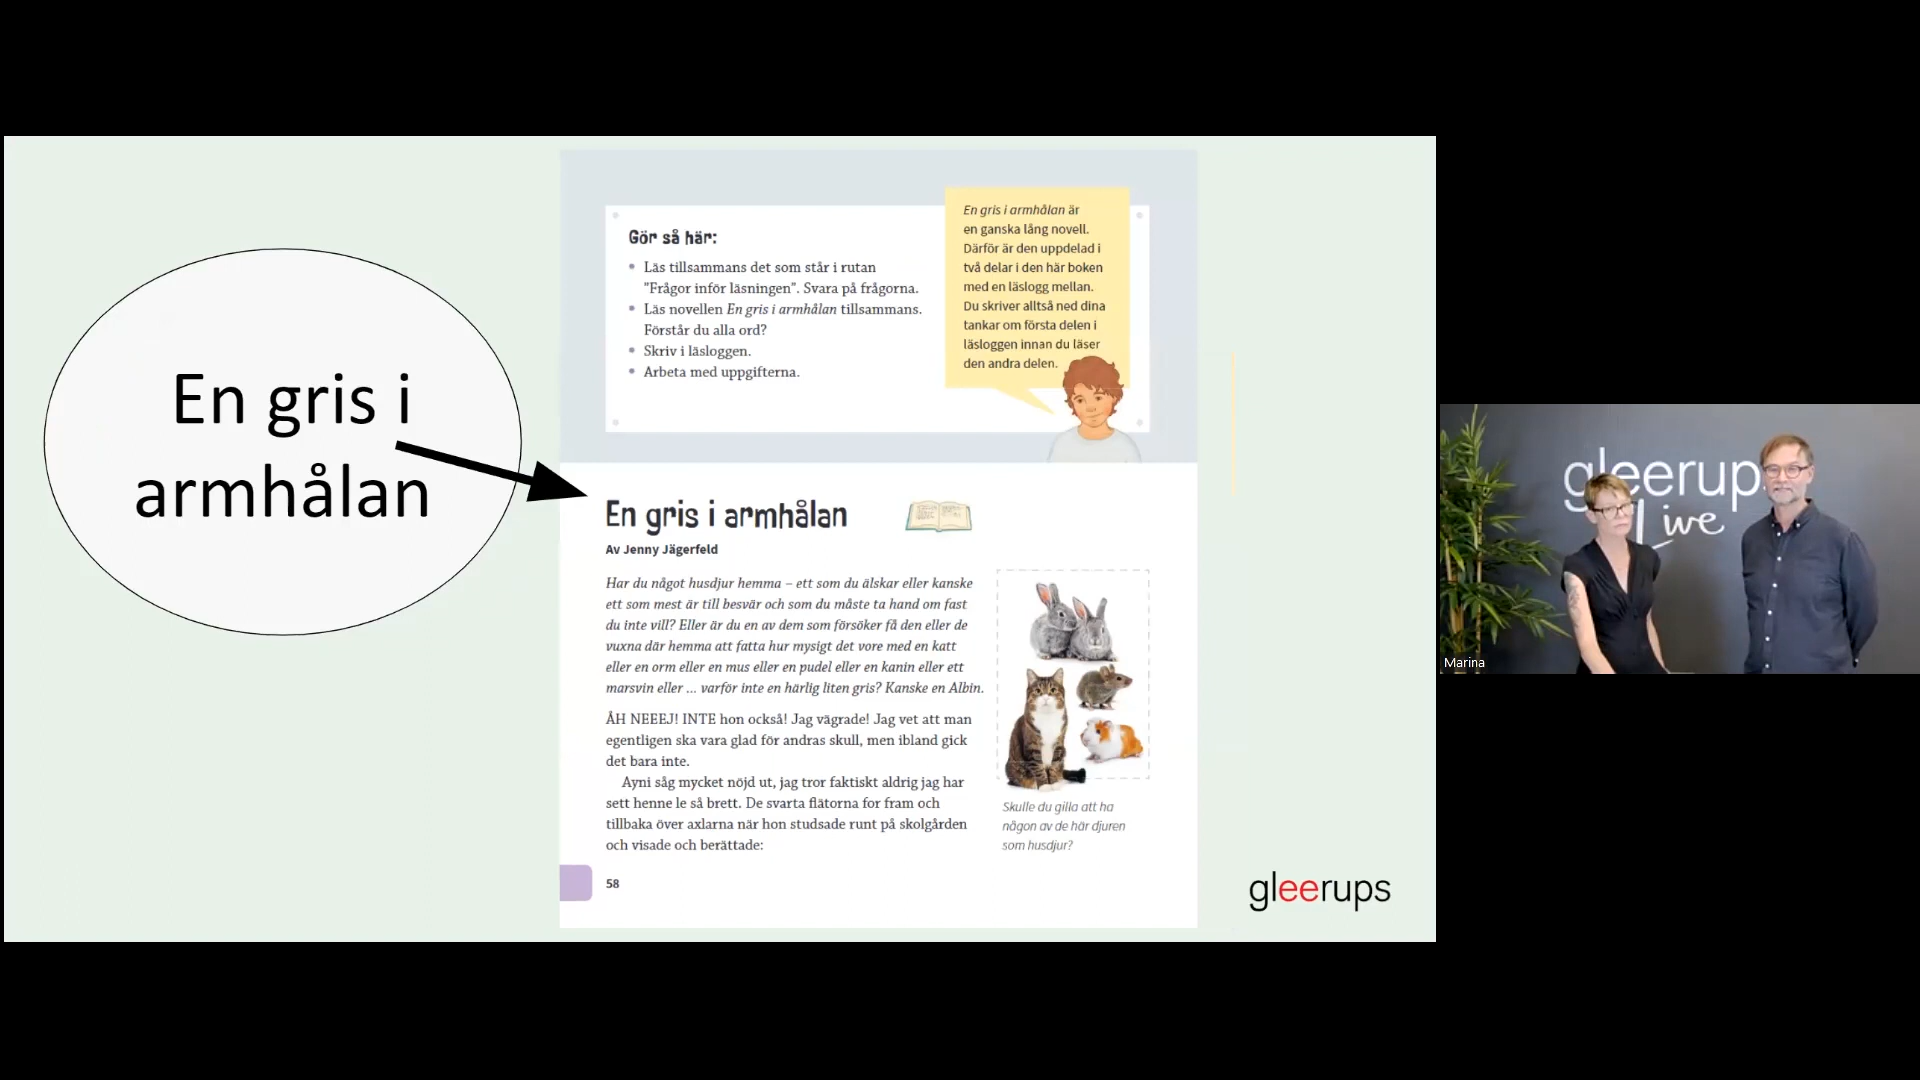 En gris i
armhålan
Gör så här:
• Läs tillsammans det som står i rutan
"Frågor inför läsningen". Svara på frågorna.
• Läs novellen En gris i armhålan tillsammans.
Förstår du alla ord?
• Skriv i läsloggen.
• Arbeta med uppgifterna.
En gris i armhålan är
en ganska lång novell.
Därför är den uppdelad i
två delar i den här boken
med en läslogg mellan.
Du skriver alltså ned dina
tankar om första delen i
läsloggen innan du läser
den andra delen.
En gris i armhålan
Av Jenny Jägerfeld
Har du något husdjur hemma – ett som du älskar eller kanske
ett som mest är till besvär och som du måste ta hand om fast
du inte vill? Eller är du en av dem som försöker få den eller de
vuxna där hemma att fatta hur mysigt det vore med en katt
eller en orm eller en mus eller en pudel eller en kanin eller ett
marsvin eller ... varför inte en härlig liten gris? Kanske en Albin.
ÅH NEEEJ! INTE hon också! Jag vägrade! Jag vet att man
egentligen ska vara glad för andras skull, men ibland gick
det bara inte.
Ayni såg mycket nöjd ut, jag tror faktiskt aldrig jag har
sett henne le så brett. De svarta flätorna for fram och
tillbaka över axlarna när hon studsade runt på skolgården
och visade och berättade:
Skulle du gilla att ha
någon av de här djuren
som husdjur?
58
gleerups
gleerups
Live
Marina